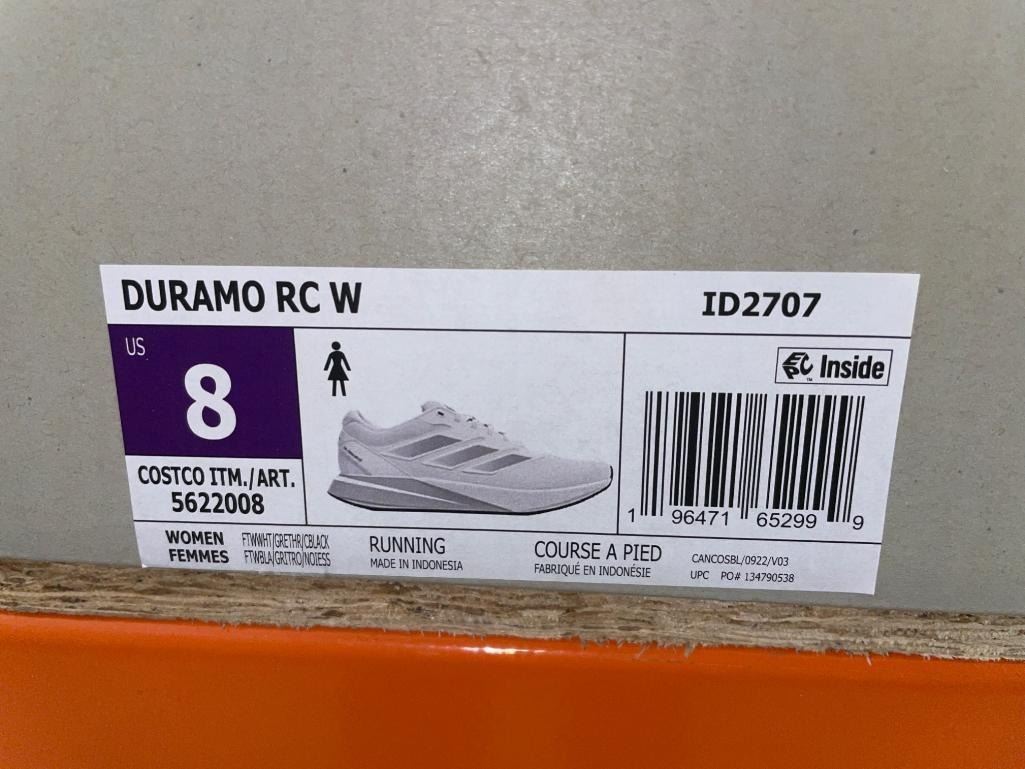 DURAMO RC W
ID2707
US
8
COSTCO ITM./ART.
5622008
Inside
TM
1 96471 65299 9
WOMEN
FEMMES
FTWWHT/GRETHR/CBLACK
FTWBLA/GRITRO/NOIESS
RUNNING
MADE IN INDONESIA
COURSE A PIED
FABRIQUÉ EN INDONÉSIE
CANCOSBL/0922/V03
UPC PO# 134790538